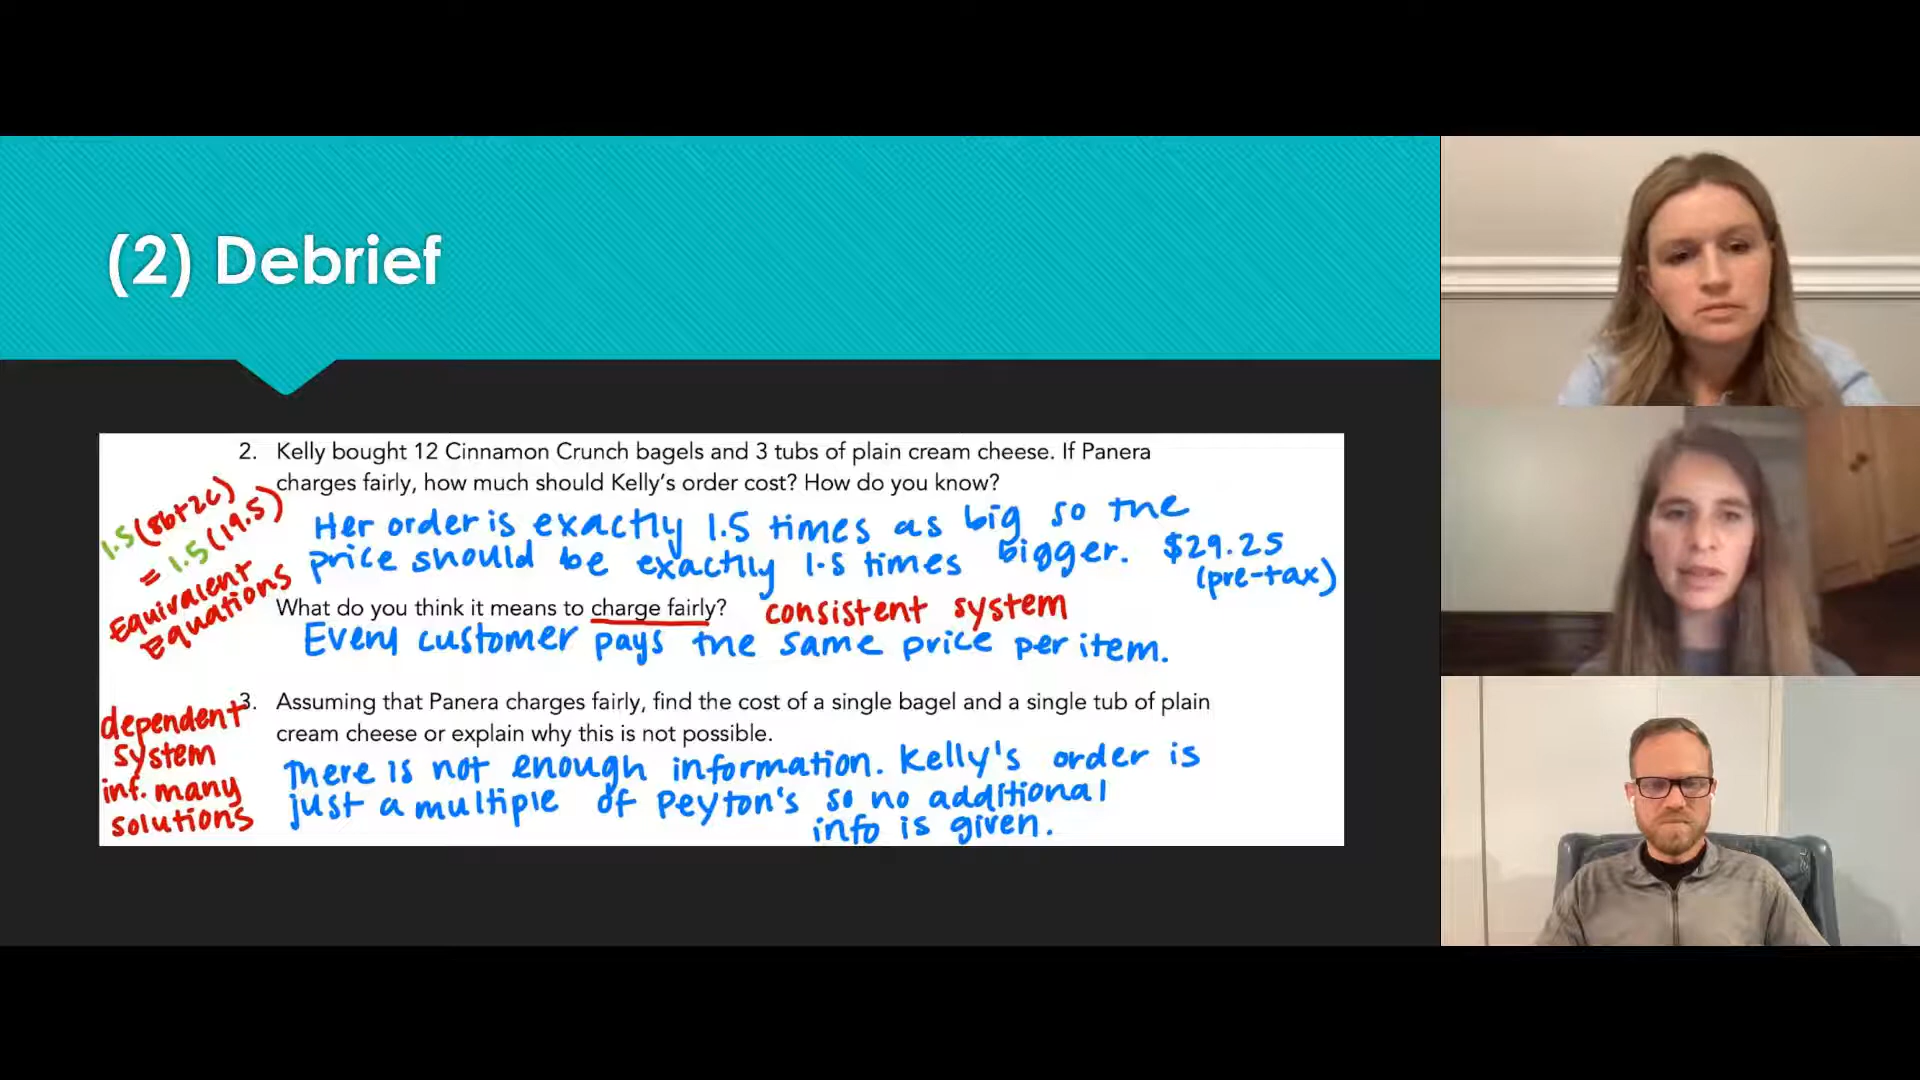 (2) Debrief
2. Kelly bought 12 Cinnamon Crunch bagels and 3 tubs of plain cream cheese. If Panera
charges fairly, how much should Kelly's order cost? How do you know?
1.5(8b+2c)
= 1.5(19.5)
Equivalent
Equations
Her order is exactly 1.5 times as big so the
price should be exactly 1.5 times bigger. $29.25
(pre-tax)
What do you think it means to charge fairly? consistent system
Every customer pays the same price per item.
3. Assuming that Panera charges fairly, find the cost of a single bagel and a single tub of plain
cream cheese or explain why this is not possible.
dependent
system
inf. many
solutions
There is not enough information. Kelly's order is
just a multiple of Peyton's so no additional
info is given.